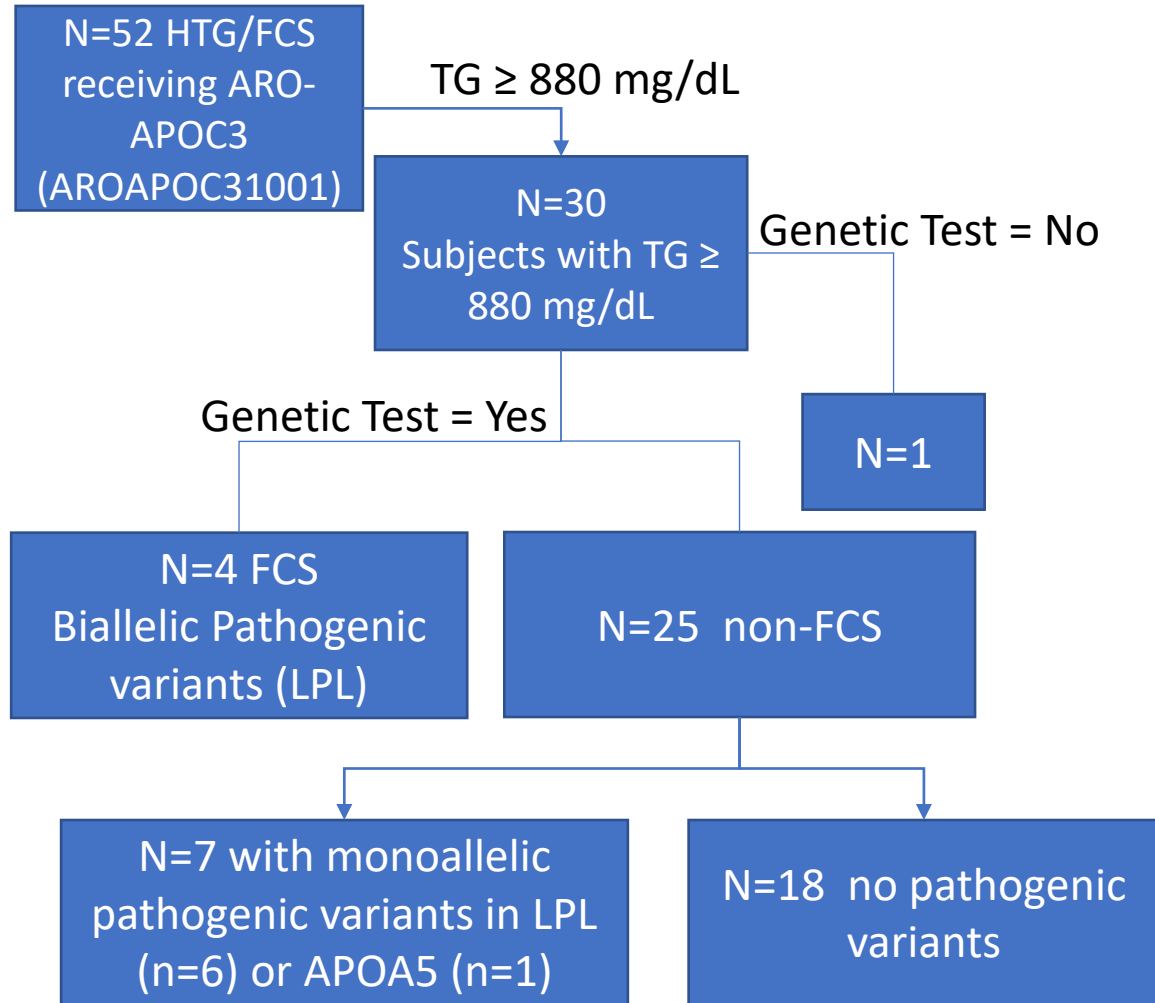 N=52 HTG/FCS
receiving ARO-
APOC3
(AROAPOC31001)
TG ≥ 880 mg/dL
N=30
Subjects with TG ≥
880 mg/dL
Genetic Test = No
N=1
Genetic Test = Yes
N=4 FCS
Biallelic Pathogenic
variants (LPL)
N=25 non-FCS
N=7 with monoallelic
pathogenic variants in LPL
(n=6) or APOA5 (n=1)
N=18 no pathogenic
variants